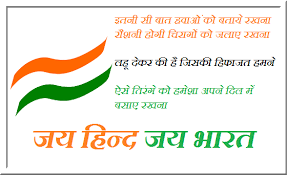 इतनी सी बात हवाओं को बताये रखना
रौशनी होगी चिरागों को जलाए रखना
लहू देकर की है जिसकी हिफाजत हमने
ऐसे तिरंगे को हमेशा अपने दिल में
बसाए रखना
जय हिन्द जय भारत